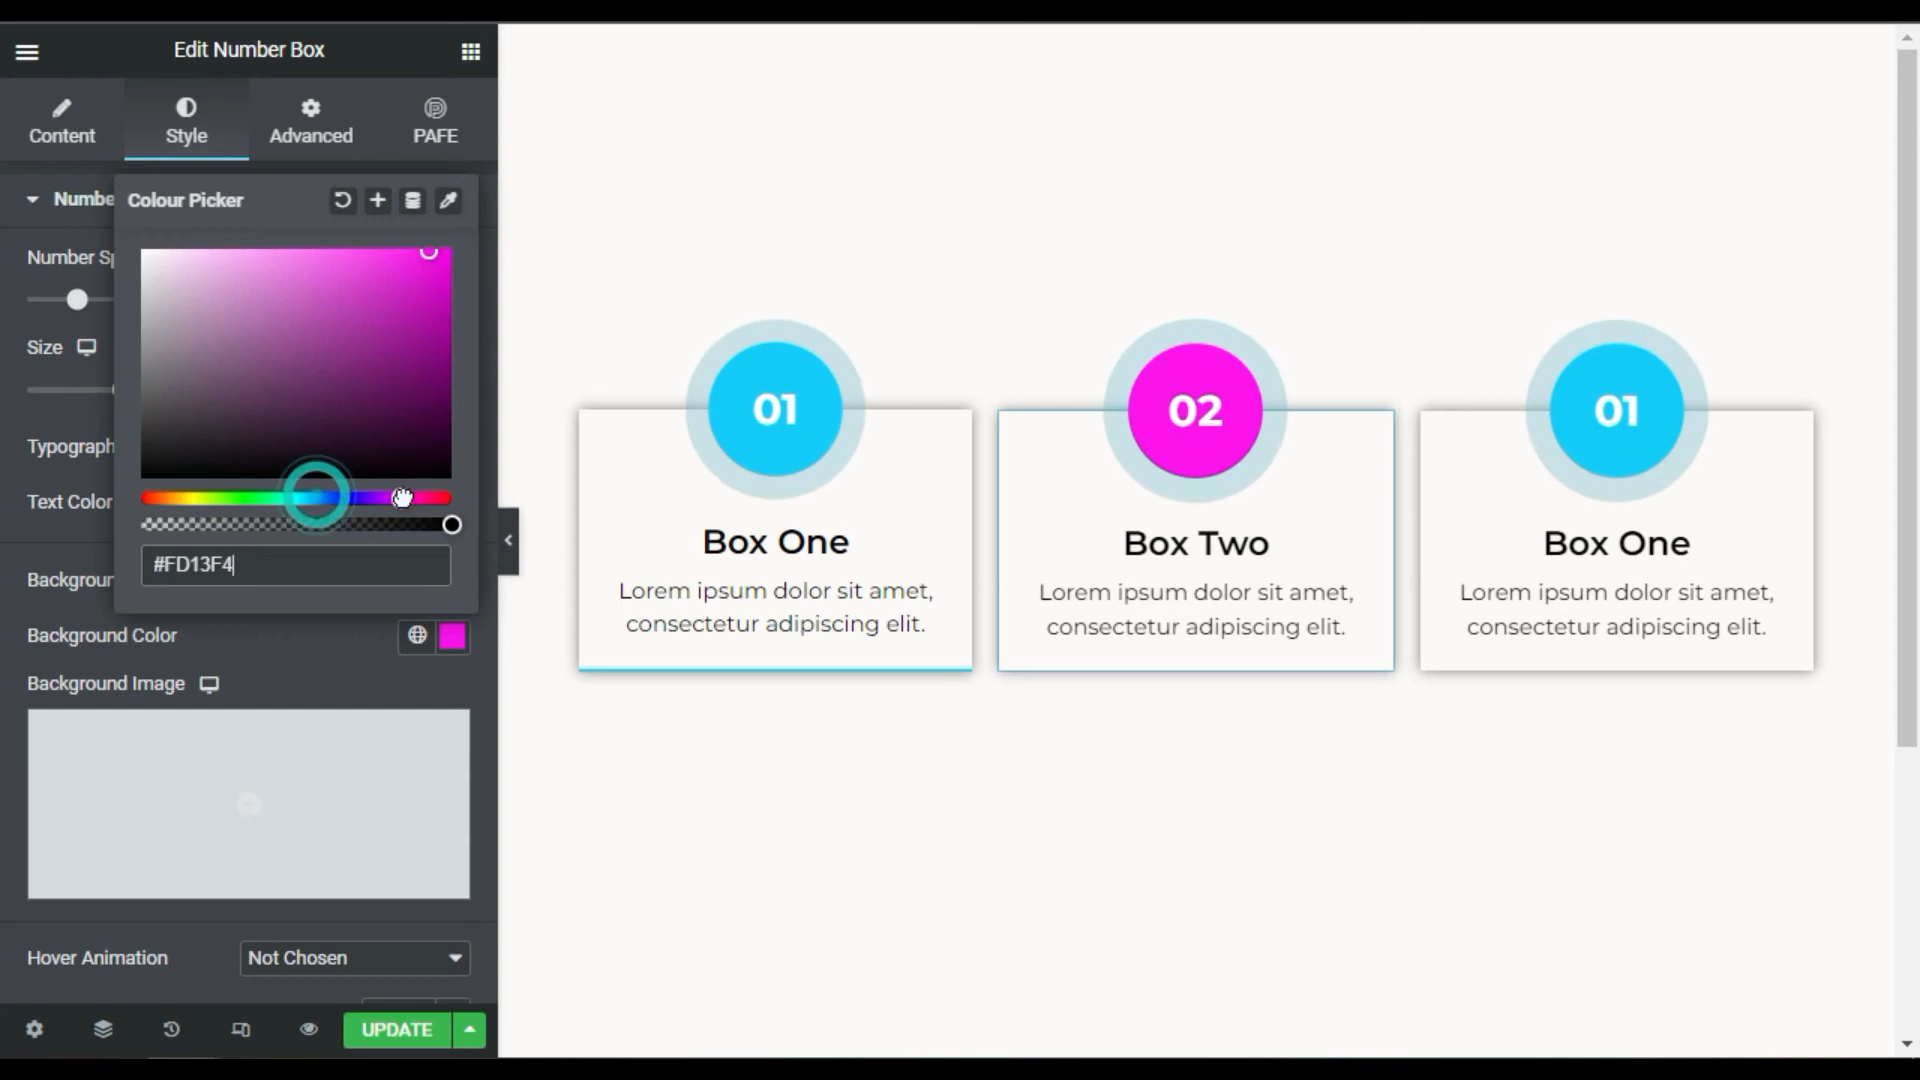 Edit Number Box
Content
Style
Advanced
PAFE
Numbe
Colour Picker
Number Sp
Size
Typograph
Text Color
#FD13F4
Backgroun
Background Color
Background Image
Hover Animation
Not Chosen
UPDATE
01
Box One
Lorem ipsum dolor sit amet,
consectetur adipiscing elit.
02
Box Two
Lorem ipsum dolor sit amet,
consectetur adipiscing elit.
01
Box One
Lorem ipsum dolor sit amet,
consectetur adipiscing elit.